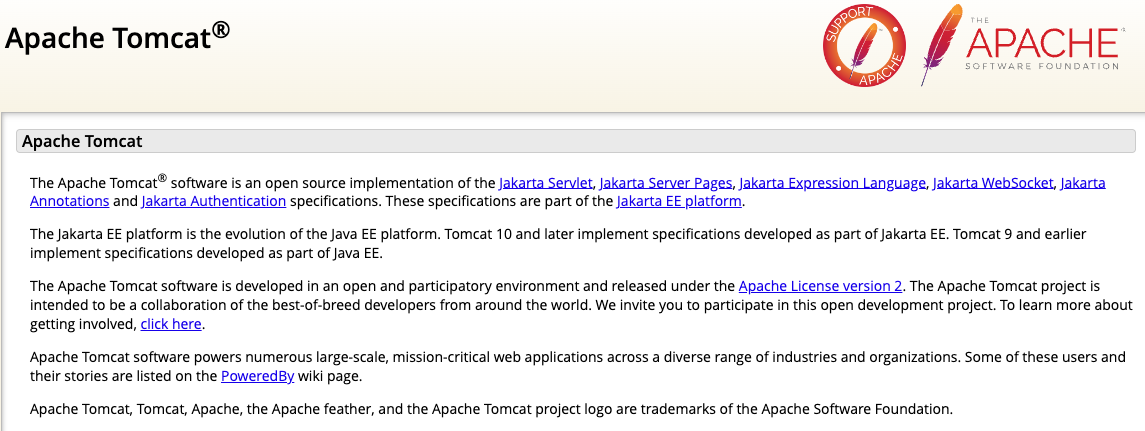 Apache Tomcat®
SUPPORT
APACHE
THE
APACHE
SOFTWARE FOUNDATION
Apache Tomcat
The Apache Tomcat® software is an open source implementation of the Jakarta Servlet, Jakarta Server Pages, Jakarta Expression Language, Jakarta WebSocket, Jakarta
Annotations and Jakarta Authentication specifications. These specifications are part of the Jakarta EE platform.
The Jakarta EE platform is the evolution of the Java EE platform. Tomcat 10 and later implement specifications developed as part of Jakarta EE. Tomcat 9 and earlier
implement specifications developed as part of Java EE.
The Apache Tomcat software is developed in an open and participatory environment and released under the Apache License version 2. The Apache Tomcat project is
intended to be a collaboration of the best-of-breed developers from around the world. We invite you to participate in this open development project. To learn more about
getting involved, click here.
Apache Tomcat software powers numerous large-scale, mission-critical web applications across a diverse range of industries and organizations. Some of these users and
their stories are listed on the PoweredBy wiki page.
Apache Tomcat, Tomcat, Apache, the Apache feather, and the Apache Tomcat project logo are trademarks of the Apache Software Foundation.